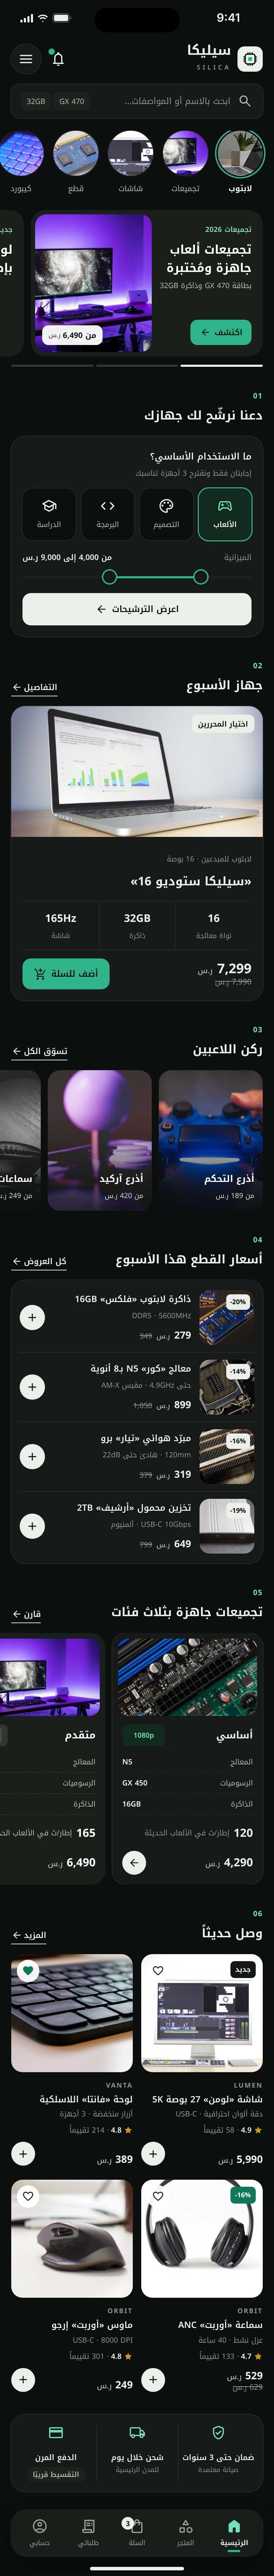 9:41
سيليكا
SILICA
ابحث بالاسم أو المواصفات...
GX 470
32GB
لابتوب
تجميعات
شاشات
قطع
كيبورد
تجميعات 2026
تجميعات ألعاب
جاهزة ومُختبرة
بطاقة GX 470 وذاكرة 32GB
اكتشف
من 6,490 ر.س
01
دعنا نرشّح لك جهازك
ما الاستخدام الأساسي؟
إجابتان فقط ونقترح 3 أجهزة تناسبك
الألعاب
التصميم
البرمجة
الدراسة
الميزانية
من 4,000 إلى 9,000 ر.س
اعرض الترشيحات
02
جهاز الأسبوع
التفاصيل
اختيار المحررين
لابتوب للمبدعين · 16 بوصة
«سيليكا ستوديو 16»
16
نواة معالجة
32GB
ذاكرة
165Hz
شاشة
7,299 ر.س
7,990 ر.س
أضف للسلة
03
ركن اللاعبين
تسوّق الكل
أذرع التحكم
من 189 ر.س
أذرع آركيد
من 420 ر.س
سماعات
من 249 ر.س
04
أسعار القطع هذا الأسبوع
كل العروض
-20%
ذاكرة لابتوب «فلكس» 16GB
DDR5 · 5600MHz
279 ر.س 349
-14%
معالج «كور» N5 بـ8 أنوية
حتى 4.9GHz · مقبس AM-X
899 ر.س 1,050
-16%
مبرّد هوائي «تيار» برو
120mm · هادئ حتى 22dB
319 ر.س 379
-19%
تخزين محمول «أرشيف» 2TB
USB-C 10Gbps · ألمنيوم
649 ر.س 799
05
تجميعات جاهزة بثلاث فئات
قارن
أساسي
1080p
المعالج
N5
الرسوميات
GX 450
الذاكرة
16GB
120 إطار/ث في الألعاب الحديثة
4,290 ر.س
متقدم
المعالج
الرسوميات
الذاكرة
165 إطار/ث في الألعاب الحد
6,490 ر.س
06
وصل حديثاً
المزيد
جديد
LUMEN
شاشة «لومن» 27 بوصة 5K
دقة ألوان احترافية · USB-C
4.9 · 58 تقييماً
5,990 ر.س
VANTA
لوحة «فانتا» اللاسلكية
أزرار منخفضة · 3 أجهزة
4.8 · 214 تقييماً
389 ر.س
-16%
ORBIT
سماعة «أوربت» ANC
عزل نشط · 40 ساعة
4.7 · 133 تقييماً
529 ر.س
629 ر.س
ORBIT
ماوس «أوربت» إرجو
USB-C · 8000 DPI
4.8 · 301 تقييماً
249 ر.س
ضمان حتى 3 سنوات
صيانة معتمدة
شحن خلال يوم
للمدن الرئيسية
الدفع المرن
التقسيط قريبًا
الرئيسية
المتجر
3
السلة
طلباتي
حسابي